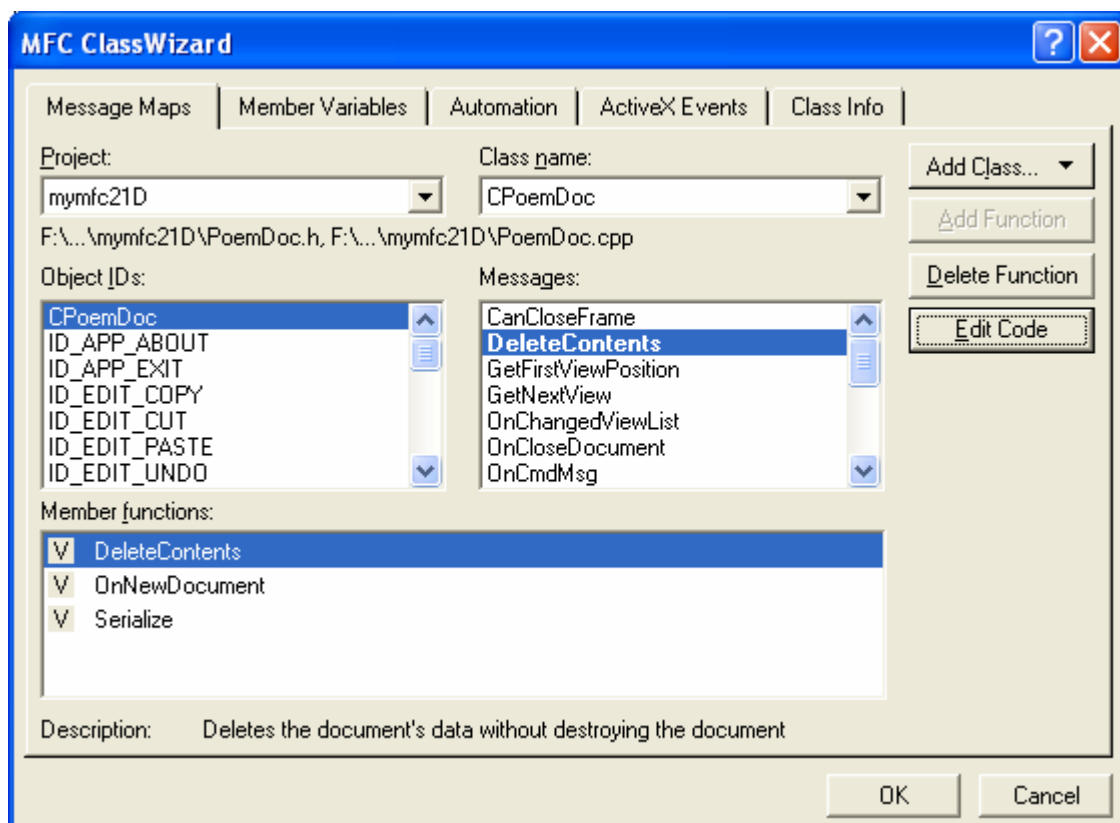 MFC ClassWizard
Message Maps Member Variables Automation ActiveX Events Class Info
Project: Class name:
mymfc21D CPoemDoc Add Class...
F:\...\mymfc21D\PoemDoc.h, F:\...\mymfc21D\PoemDoc.cpp Add Function
Object IDs: Messages: Delete Function
CPoemDoc CanCloseFrame
ID_APP_ABOUT DeleteContents Edit Code
ID_APP_EXIT GetFirstViewPosition
ID_EDIT_COPY GetNextView
ID_EDIT_CUT OnChangedViewList
ID_EDIT_PASTE OnCloseDocument
ID_EDIT_UNDO OnCmdMsg
Member functions:
V DeleteContents
V OnNewDocument
V Serialize
Description: Deletes the document's data without destroying the document
OK Cancel